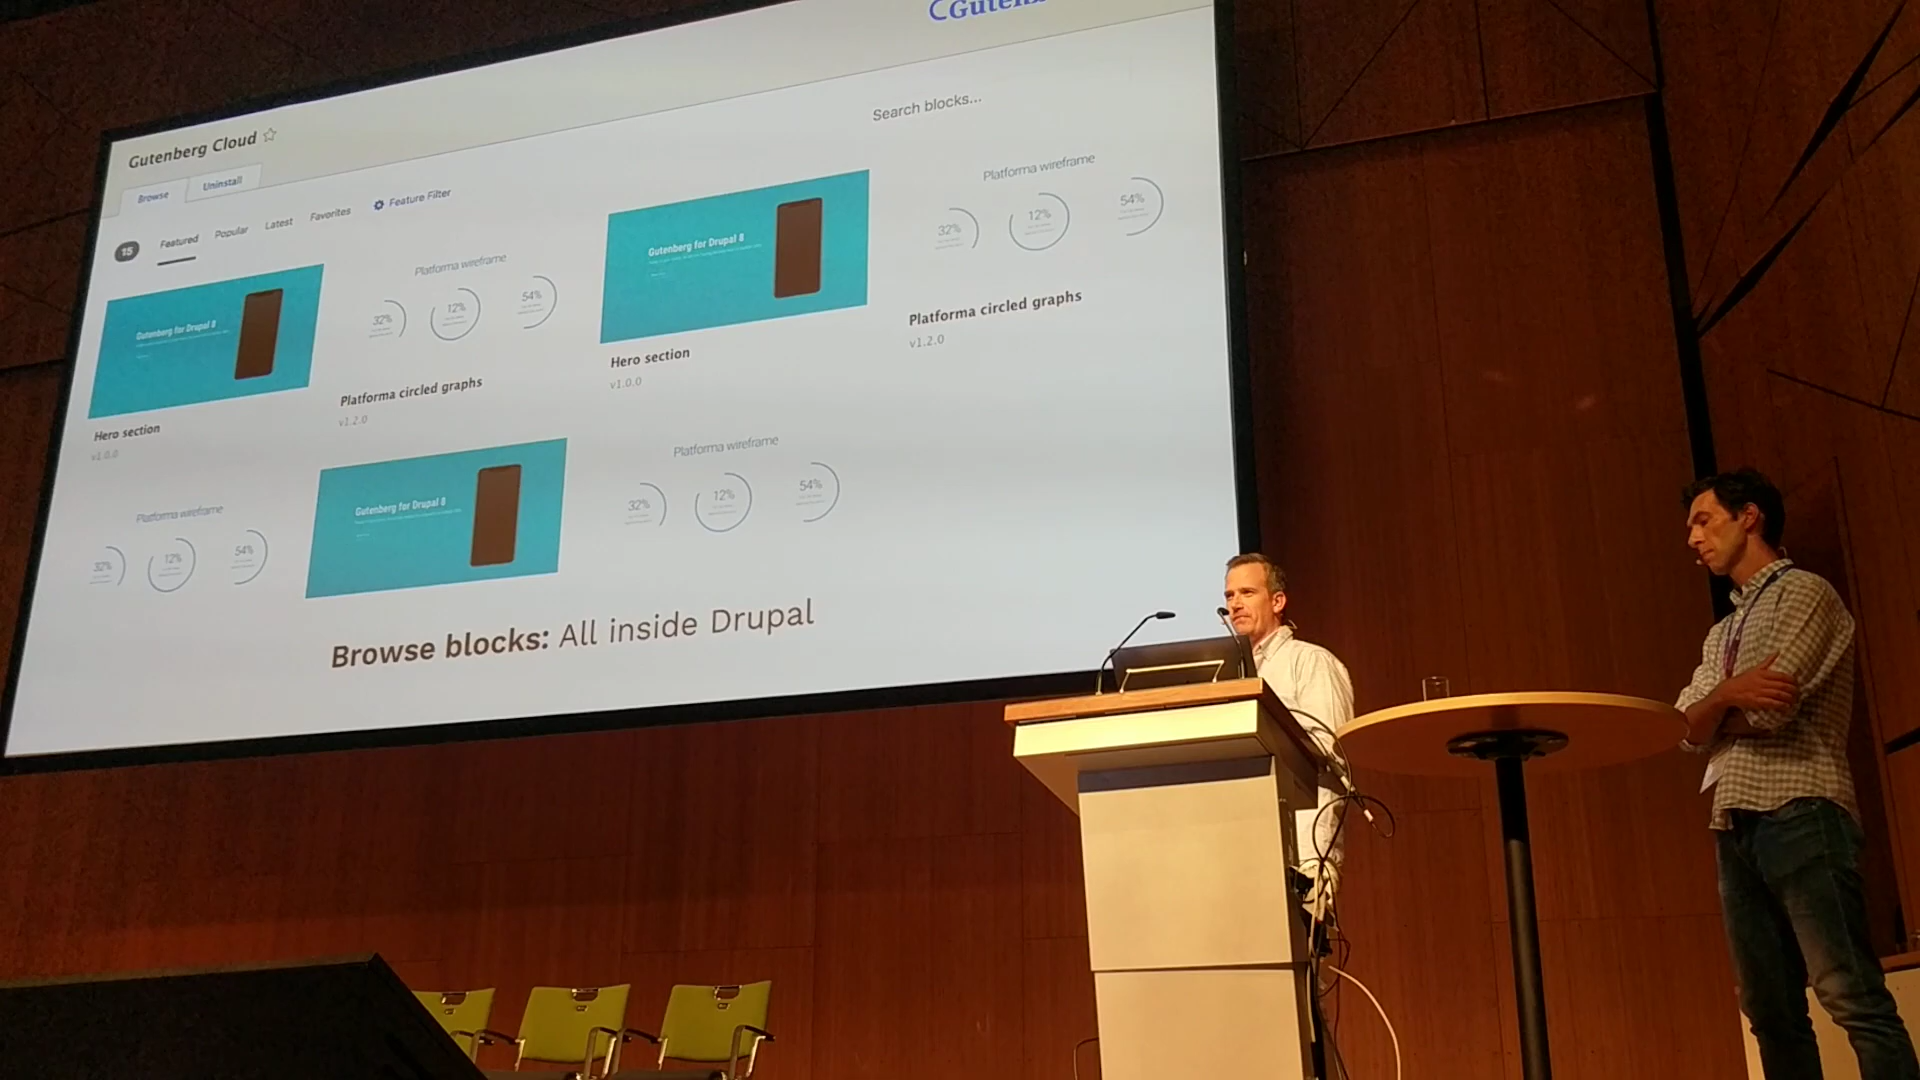 Gutenberg Cloud
Search blocks...
Browse
Uninstall
15
Featured
Popular
Latest
Favorites
Feature Filter
Gutenberg for Drupal 8
Hero section
v1.0.0
Platforma wireframe
32%
12%
54%
Platforma circled graphs
v1.2.0
Gutenberg for Drupal 8
Hero section
v1.0.0
Platforma wireframe
32%
12%
54%
Platforma circled graphs
v1.2.0
Platforma wireframe
32%
12%
54%
Gutenberg for Drupal 8
Platforma wireframe
32%
12%
54%
Browse blocks: All inside Drupal